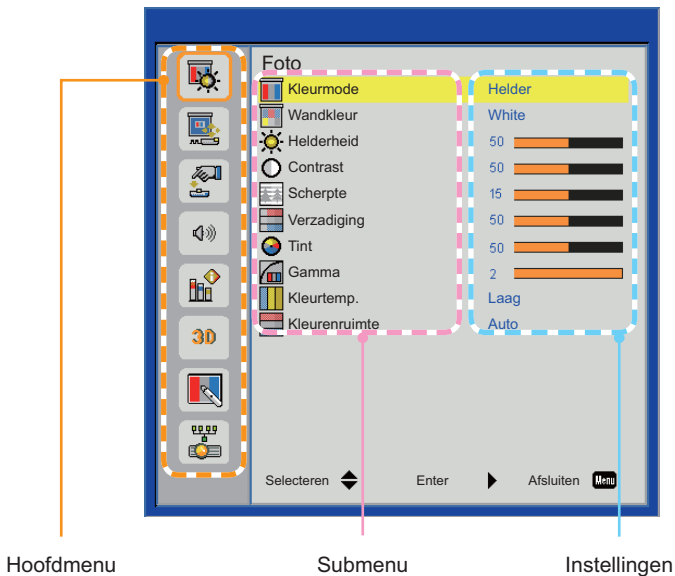 Foto
Kleurmode Helder
Wandkleur White
Helderheid 50
Contrast 50
Scherpte 15
Verzadiging 50
Tint 50
Gamma 2
Kleurtemp. Laag
Kleurenruimte Auto
3D
Selecteren Enter Afsluiten Menu
Hoofdmenu Submenu Instellingen